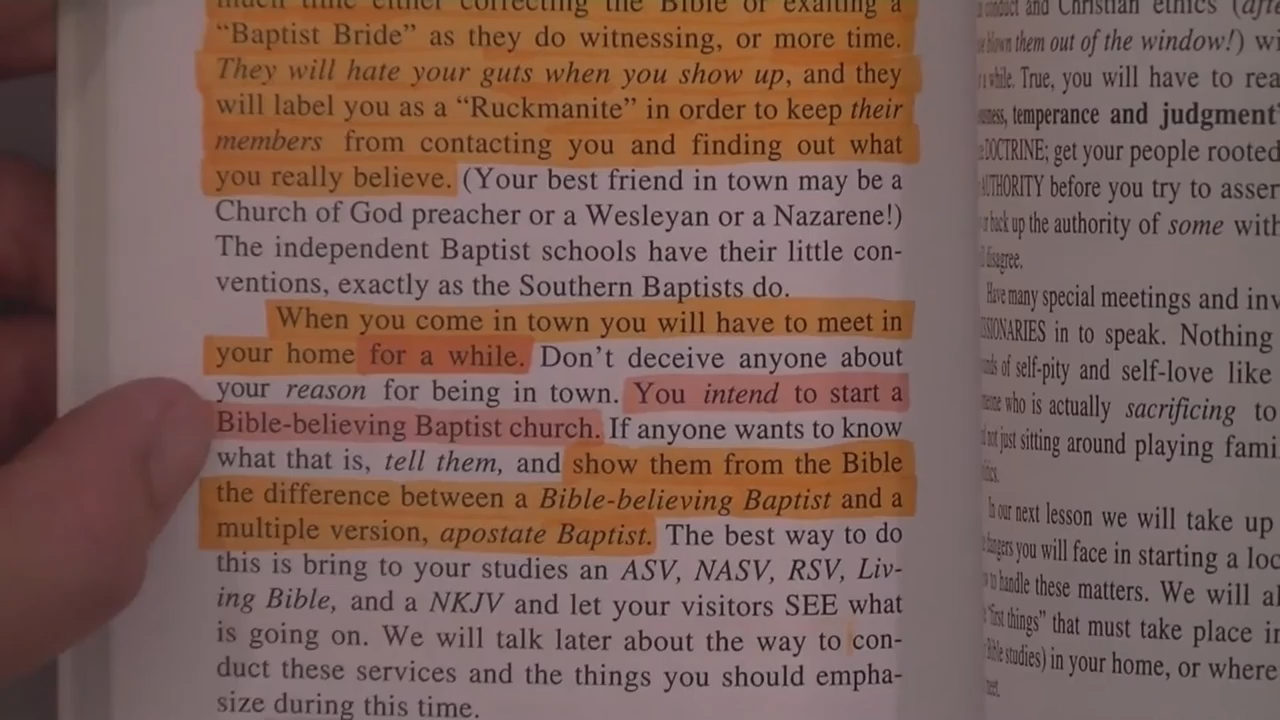 much time either correcting the Bible or exalting a
“Baptist Bride” as they do witnessing, or more time.
They will hate your guts when you show up, and they
will label you as a “Ruckmanite” in order to keep their
members from contacting you and finding out what
you really believe. (Your best friend in town may be a
Church of God preacher or a Wesleyan or a Nazarene!)
The independent Baptist schools have their little con-
ventions, exactly as the Southern Baptists do.
When you come in town you will have to meet in
your home for a while. Don’t deceive anyone about
your reason for being in town. You intend to start a
Bible-believing Baptist church. If anyone wants to know
what that is, tell them, and show them from the Bible
the difference between a Bible-believing Baptist and a
multiple version, apostate Baptist. The best way to do
this is bring to your studies an ASV, NASV, RSV, Liv-
ing Bible, and a NKJV and let your visitors SEE what
is going on. We will talk later about the way to con-
duct these services and the things you should empha-
size during this time.
conduct and Christian ethics
blown them out of the window!)
while. True, you will have to
temperance and judgment
DOCTRINE; get your people rooted
AUTHORITY before you try to
back up the authority of some with
disagree.
Have many special meetings and
in to speak. Nothing
of self-pity and self-love like
who is actually sacrificing to
not just sitting around playing
In our next lesson we will take up
you will face in starting a
to handle these matters. We will
“first things” that must take place
Bible studies) in your home, or where